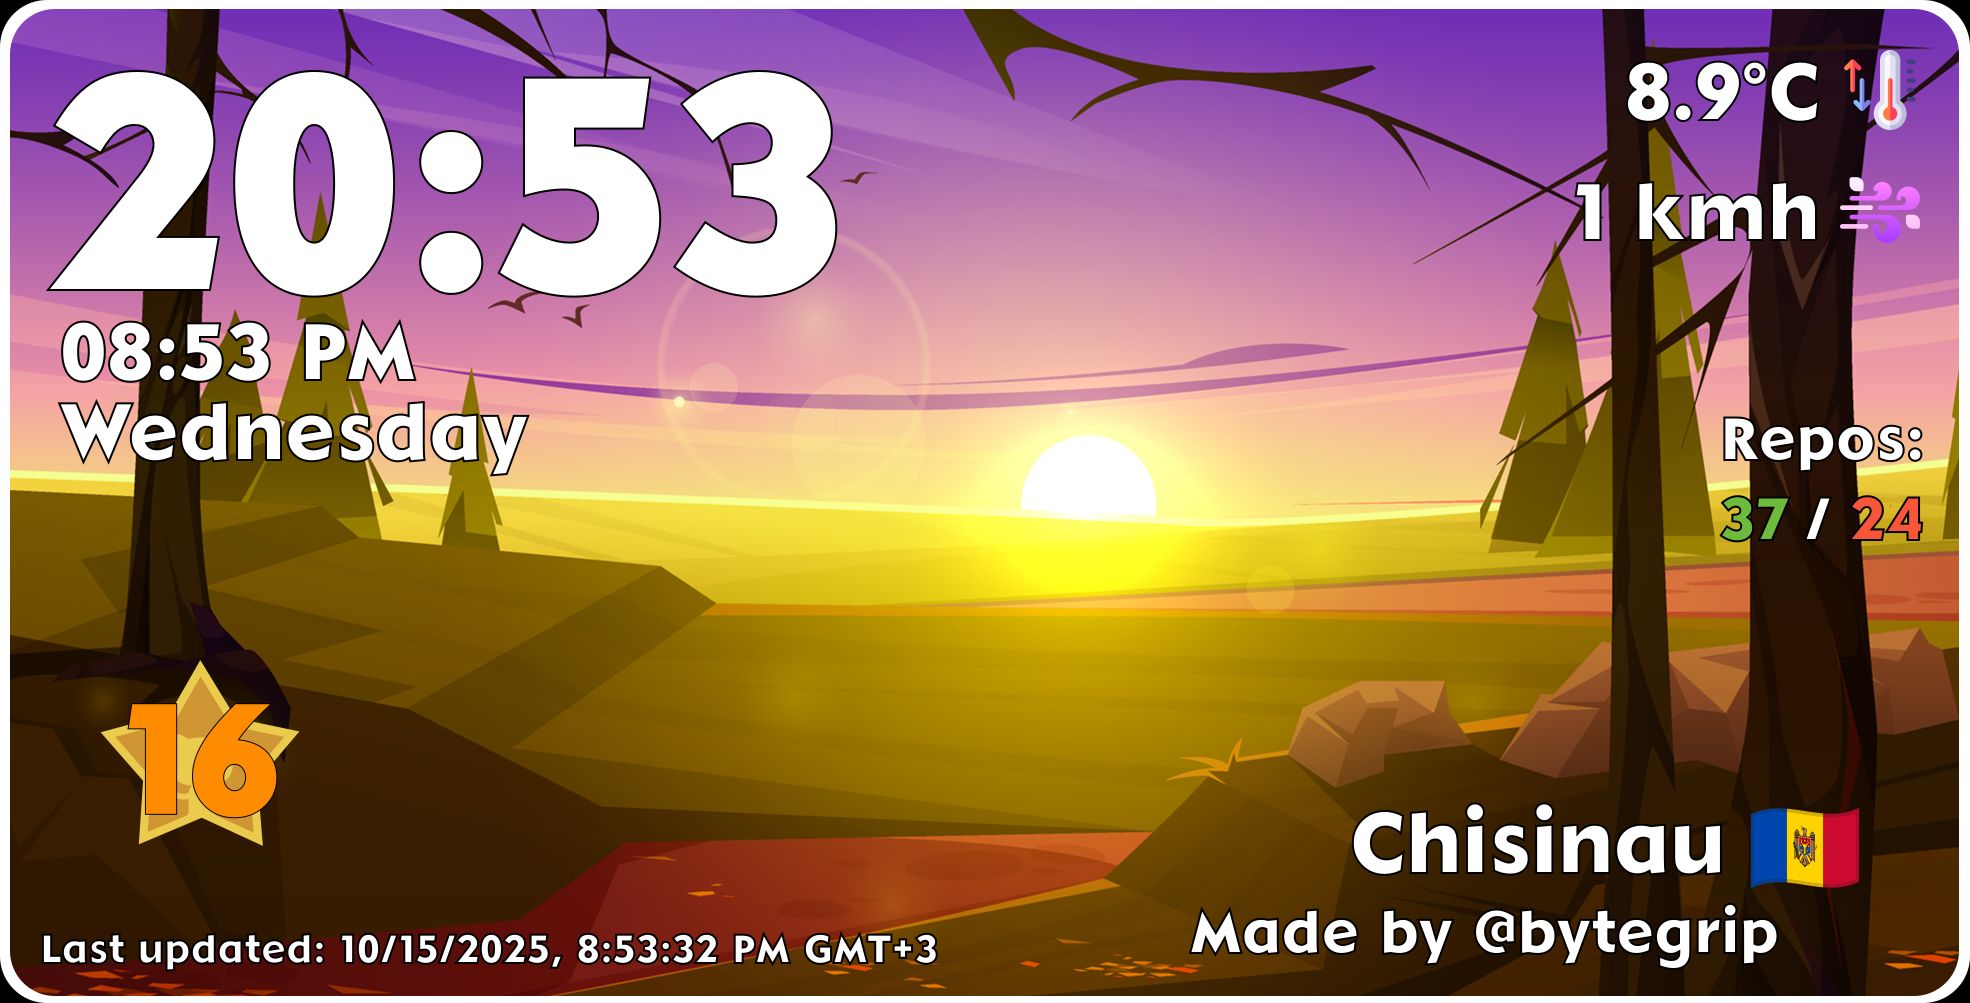 20:53
08:53 PM
Wednesday
8.9°C
1 kmh
Repos:
37 / 24
16
Chisinau
Made by @bytegrip
Last updated: 10/15/2025, 8:53:32 PM GMT+3